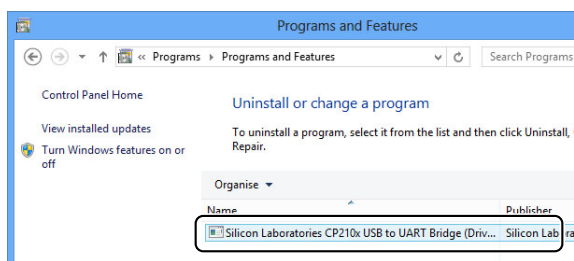 Programs and Features
« Programs ▸ Programs and Features
Search Programs
Control Panel Home
View installed updates
Turn Windows features on or
off
Uninstall or change a program
To uninstall a program, select it from the list and then click Uninstall,
Repair.
Organise
Name
Publisher
Silicon Laboratories CP210x USB to UART Bridge (Driv...
Silicon Labora